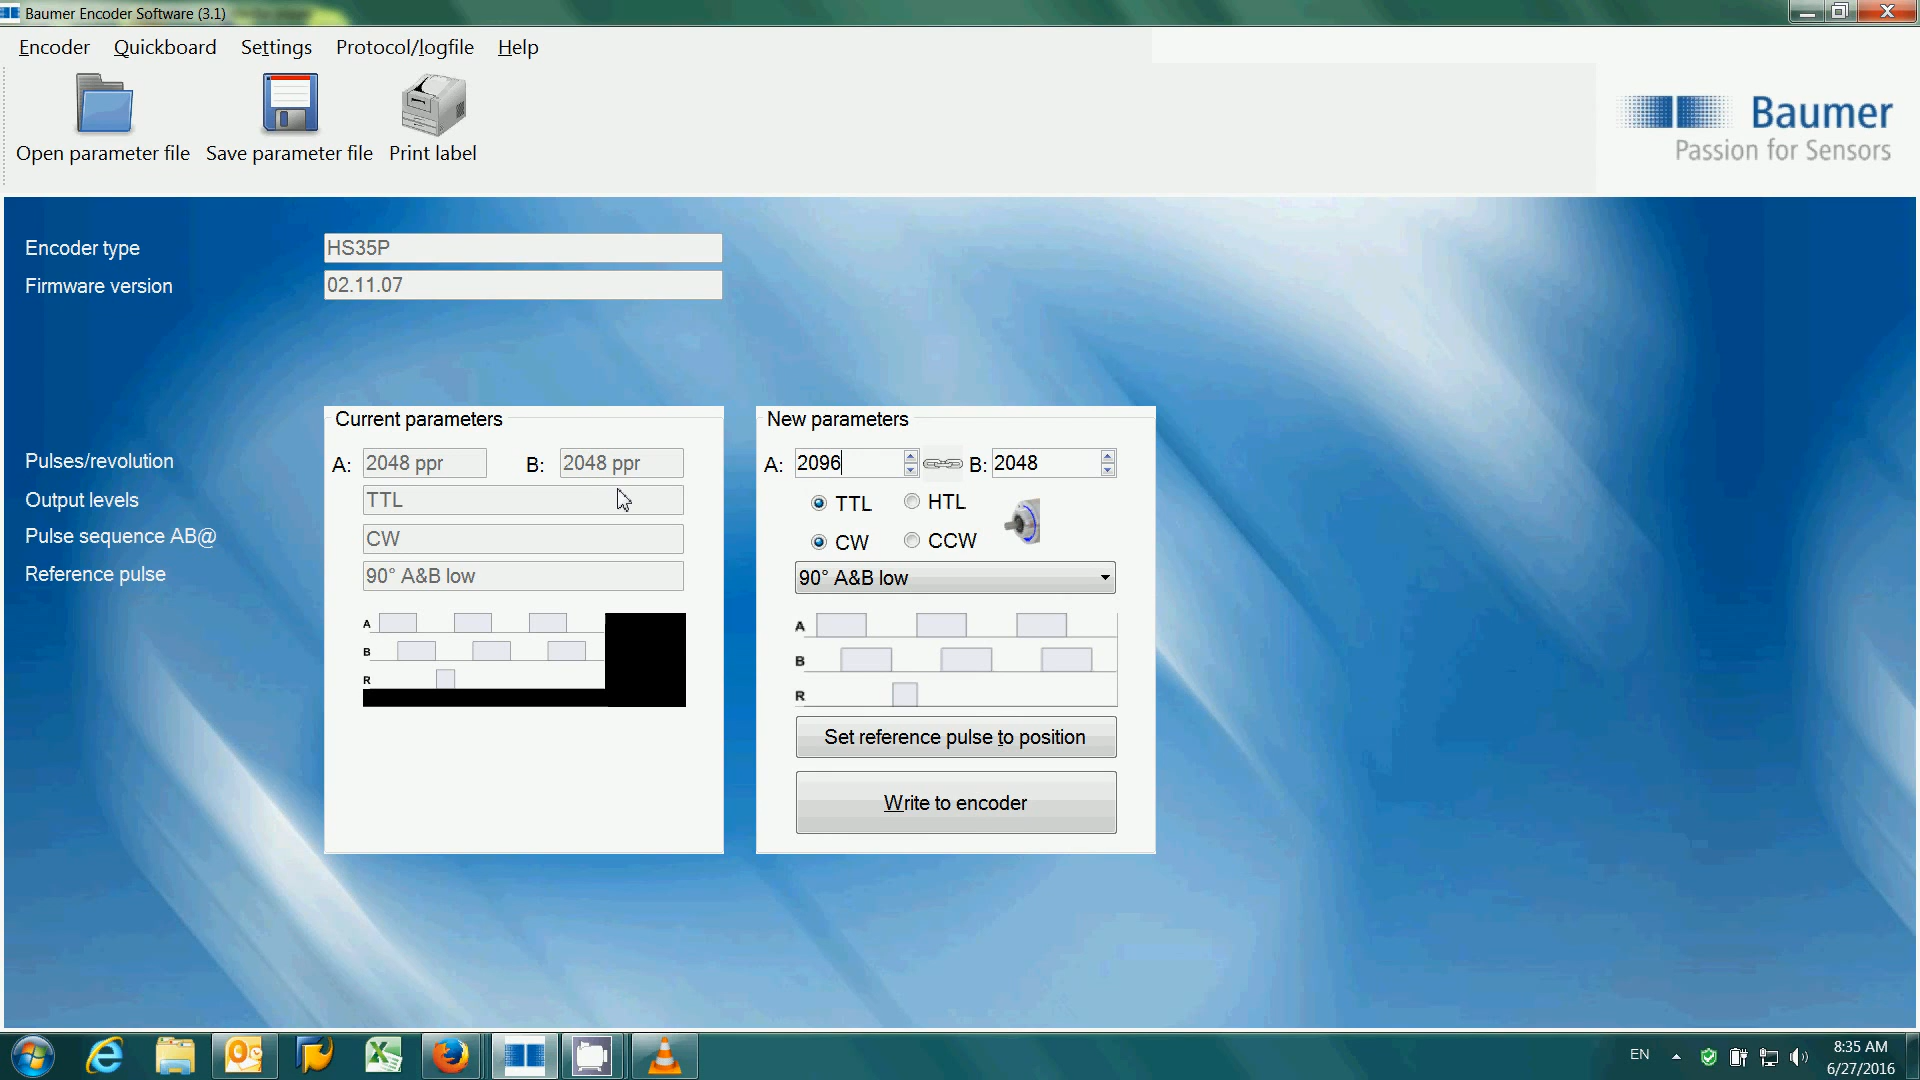 Baumer Encoder Software (3.1)
Encoder Quickboard Settings Protocol/logfile Help
Open parameter file Save parameter file Print label
Baumer
Passion for Sensors
Encoder type HS35P
Firmware version 02.11.07
Current parameters New parameters
Pulses/revolution A: 2048 ppr B: 2048 ppr A: 2096 B: 2048
Output levels TTL TTL HTL
Pulse sequence AB@ CW CW CCW
Reference pulse 90° A&B low 90° A&B low
A A
B B
R R
Set reference pulse to position
Write to encoder
EN 8:35 AM
6/27/2016